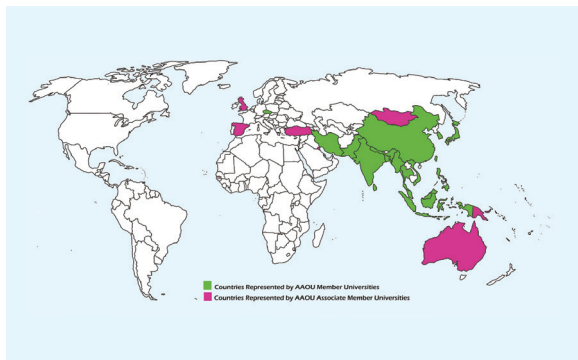 Countries Represented by AAOU Member Universities
Countries Represented by AAOU Associate Member Universities